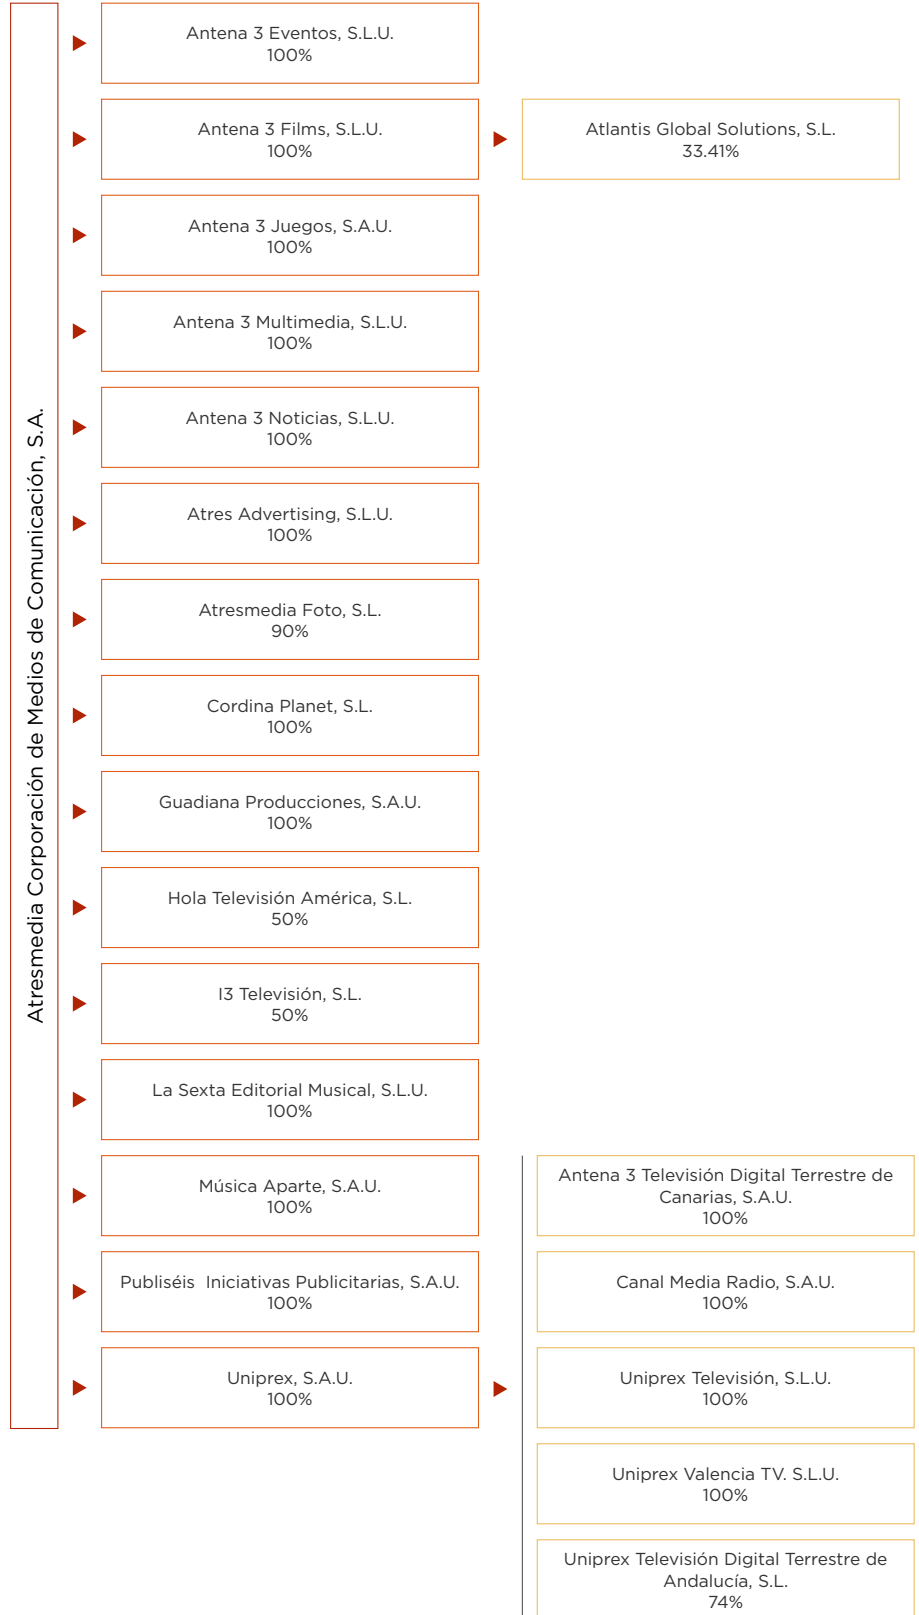 Atresmedia Corporación de Medios de Comunicación, S.A.
Antena 3 Eventos, S.L.U.
100%
Antena 3 Films, S.L.U.
100%
Atlantis Global Solutions, S.L.
33.41%
Antena 3 Juegos, S.A.U.
100%
Antena 3 Multimedia, S.L.U.
100%
Antena 3 Noticias, S.L.U.
100%
Atres Advertising, S.L.U.
100%
Atresmedia Foto, S.L.
90%
Cordina Planet, S.L.
100%
Guadiana Producciones, S.A.U.
100%
Hola Televisión América, S.L.
50%
I3 Televisión, S.L.
50%
La Sexta Editorial Musical, S.L.U.
100%
Música Aparte, S.A.U.
100%
Publiséis  Iniciativas Publicitarias, S.A.U.
100%
Uniprex, S.A.U.
100%
Antena 3 Televisión Digital Terrestre de
Canarias, S.A.U.
100%
Canal Media Radio, S.A.U.
100%
Uniprex Televisión, S.L.U.
100%
Uniprex Valencia TV. S.L.U.
100%
Uniprex Televisión Digital Terrestre de
Andalucía, S.L.
74%